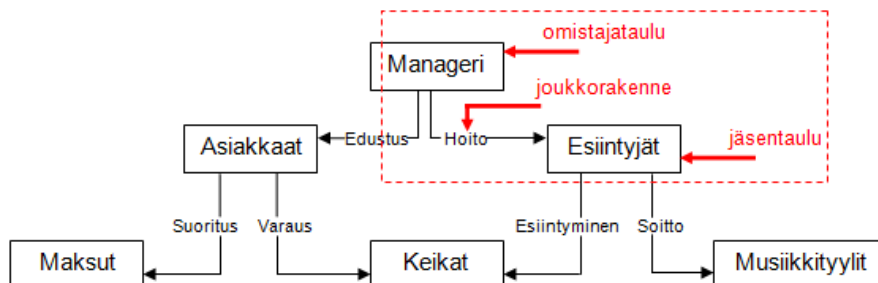 omistajataulu
Manageri
joukkorakenne
Edustus
Hoito
Asiakkaat
Esiintyjät
jäsentaulu
Suoritus
Varaus
Esiintyminen
Soitto
Maksut
Keikat
Musiikkityylit